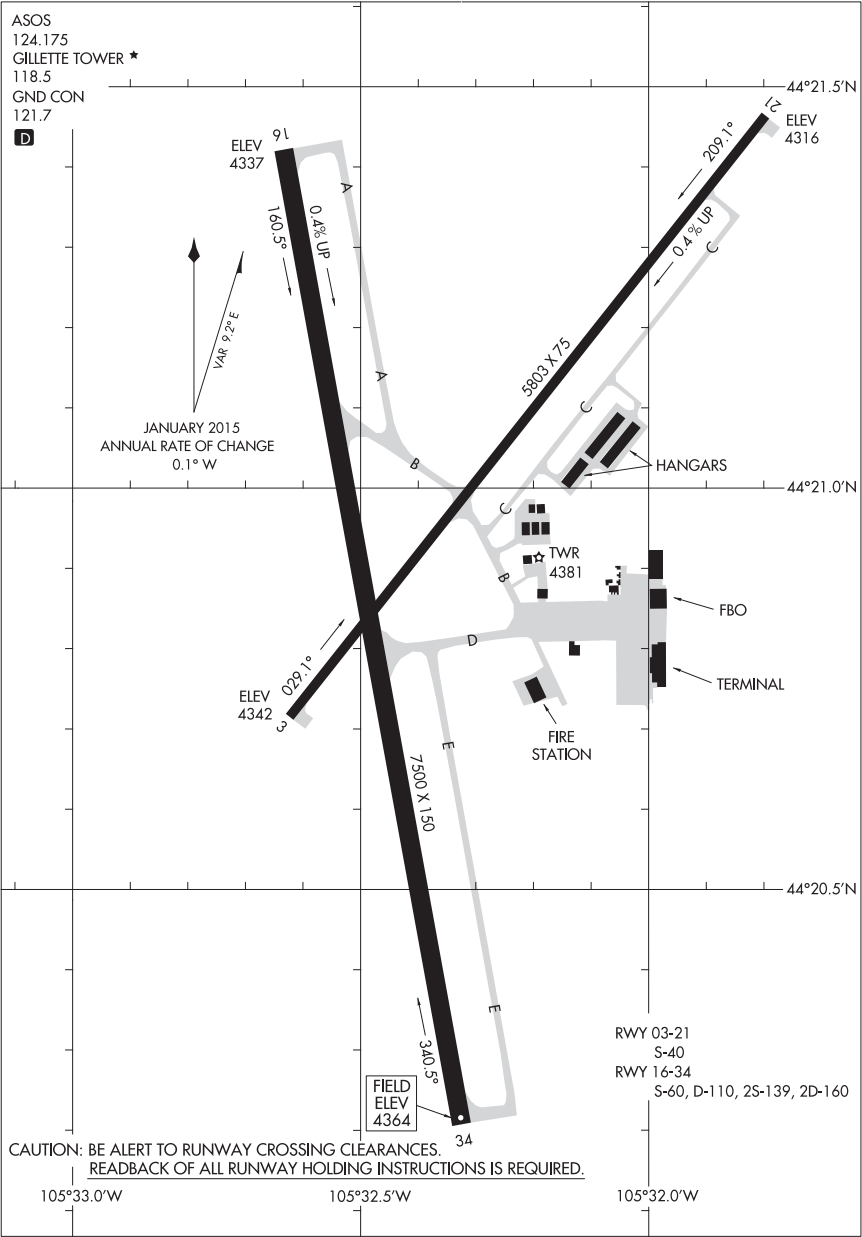 ASOS
124.175
GILLETTE TOWER ★
118.5
GND CON
121.7
D
44°21.5'N
21
ELEV
4316
209.1°
0.4% UP
C
16
ELEV
4337
A
160.5°
0.4% UP
VAR 9.2° E
JANUARY 2015
ANNUAL RATE OF CHANGE
0.1° W
5803 X 75
A
C
B
HANGARS
44°21.0'N
C
TWR
4381
B
FBO
D
029.1°
ELEV
4342
3
TERMINAL
FIRE
STATION
E
7500 X 150
44°20.5'N
E
340.5°
RWY 03-21
S-40
RWY 16-34
S-60, D-110, 2S-139, 2D-160
FIELD
ELEV
4364
34
CAUTION: BE ALERT TO RUNWAY CROSSING CLEARANCES.
READBACK OF ALL RUNWAY HOLDING INSTRUCTIONS IS REQUIRED.
105°33.0'W
105°32.5'W
105°32.0'W